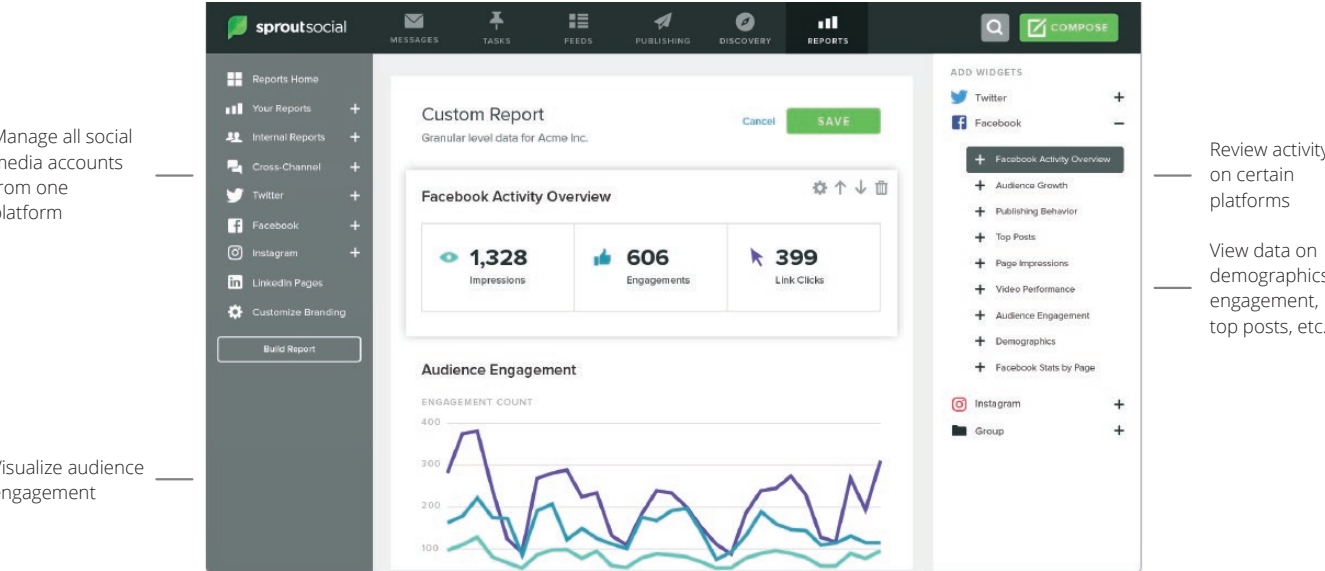 sproutsocial
MESSAGES
TASKS
FEEDS
PUBLISHING
DISCOVERY
REPORTS
COMPOSE
Manage all social
media accounts
from one
platform
Visualize audience
engagement
Reports Home
Your Reports
Internal Reports
Cross-Channel
Twitter
Facebook
Instagram
LinkedIn Pages
Customize Branding
Build Report
Custom Report
Granular level data for Acme Inc.
Cancel
SAVE
Facebook Activity Overview
1,328
Impressions
606
Engagements
399
Link Clicks
Audience Engagement
ENGAGEMENT COUNT
400
300
200
100
ADD WIDGETS
Twitter
Facebook
Facebook Activity Overview
Audience Growth
Publishing Behavior
Top Posts
Page Impressions
Video Performance
Audience Engagement
Demographics
Facebook Stats by Page
Instagram
Group
Review activity
on certain
platforms
View data on
demographics
engagement,
top posts, etc.